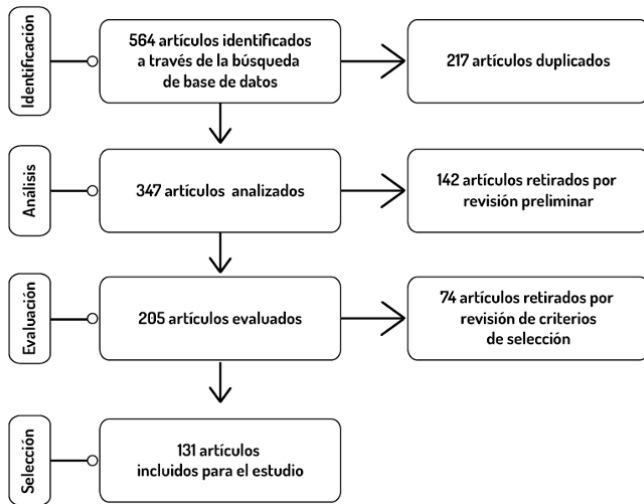 Identificación
564 artículos identificados
a través de la búsqueda
de base de datos
217 artículos duplicados
Análisis
347 artículos analizados
142 artículos retirados por
revisión preliminar
Evaluación
205 artículos evaluados
74 artículos retirados por
revisión de criterios
de selección
Selección
131 artículos
incluidos para el estudio